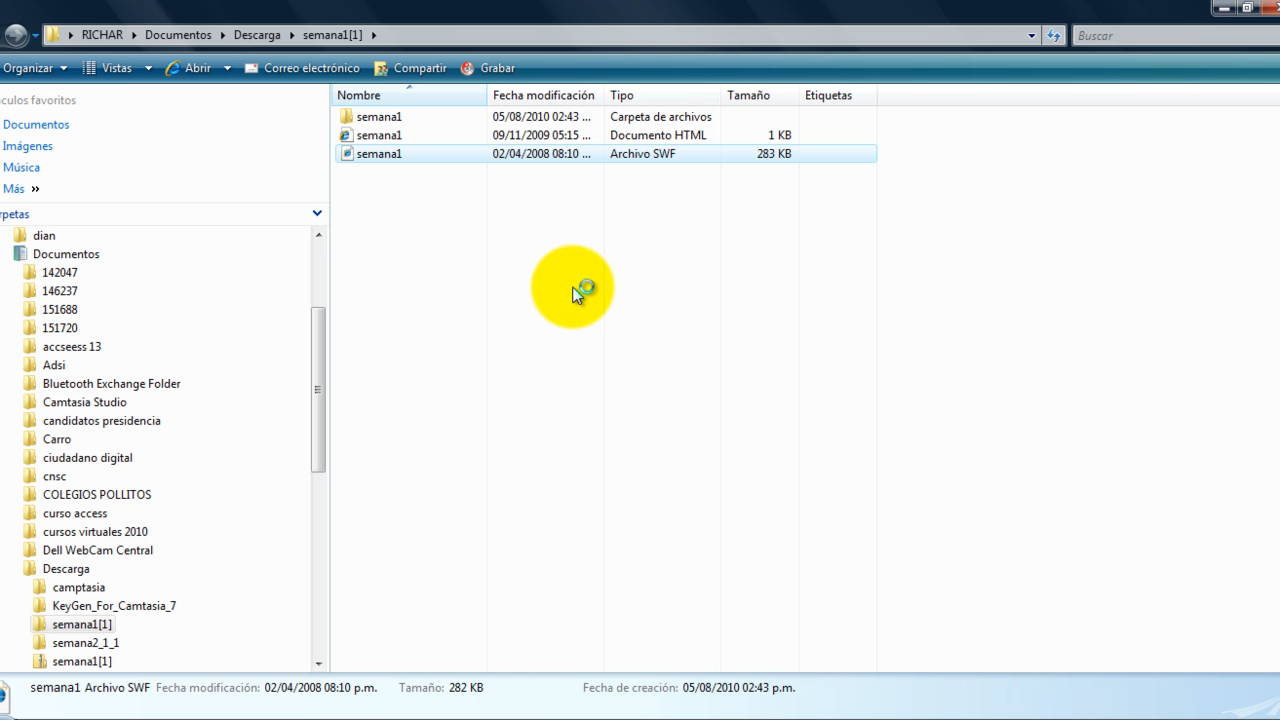 RICHAR Documentos Descarga semana1[1]
Buscar
Organizar Vistas Abrir Correo electrónico Compartir Grabar
culos favoritos
Documentos
Imágenes
Música
Más »
rpetas
dian
Documentos
142047
146237
151688
151720
accseess 13
Adsi
Bluetooth Exchange Folder
Camtasia Studio
candidatos presidencia
Carro
ciudadano digital
cnsc
COLEGIOS POLLITOS
curso access
cursos virtuales 2010
Dell WebCam Central
Descarga
camptasia
KeyGen_For_Camtasia_7
semana1[1]
semana2_1_1
semana1[1]
Nombre Fecha modificación Tipo Tamaño Etiquetas
semana1 05/08/2010 02:43 ... Carpeta de archivos
semana1 09/11/2009 05:15 ... Documento HTML 1 KB
semana1 02/04/2008 08:10 ... Archivo SWF 283 KB
semana1 Archivo SWF Fecha modificación: 02/04/2008 08:10 p.m. Tamaño: 282 KB Fecha de creación: 05/08/2010 02:43 p.m.